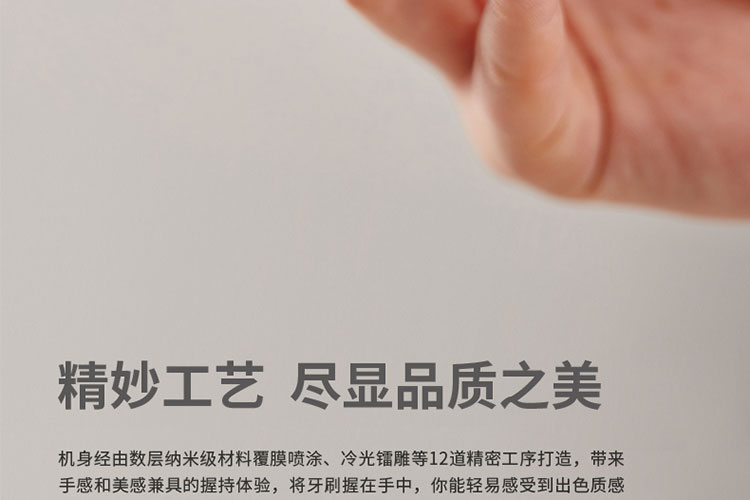 精妙工艺 尽显品质之美
机身经由数层纳米级材料覆膜喷涂、冷光镭雕等12道精密工序打造，带来
手感和美感兼具的握持体验，将牙刷握在手中，你能轻易感受到出色质感